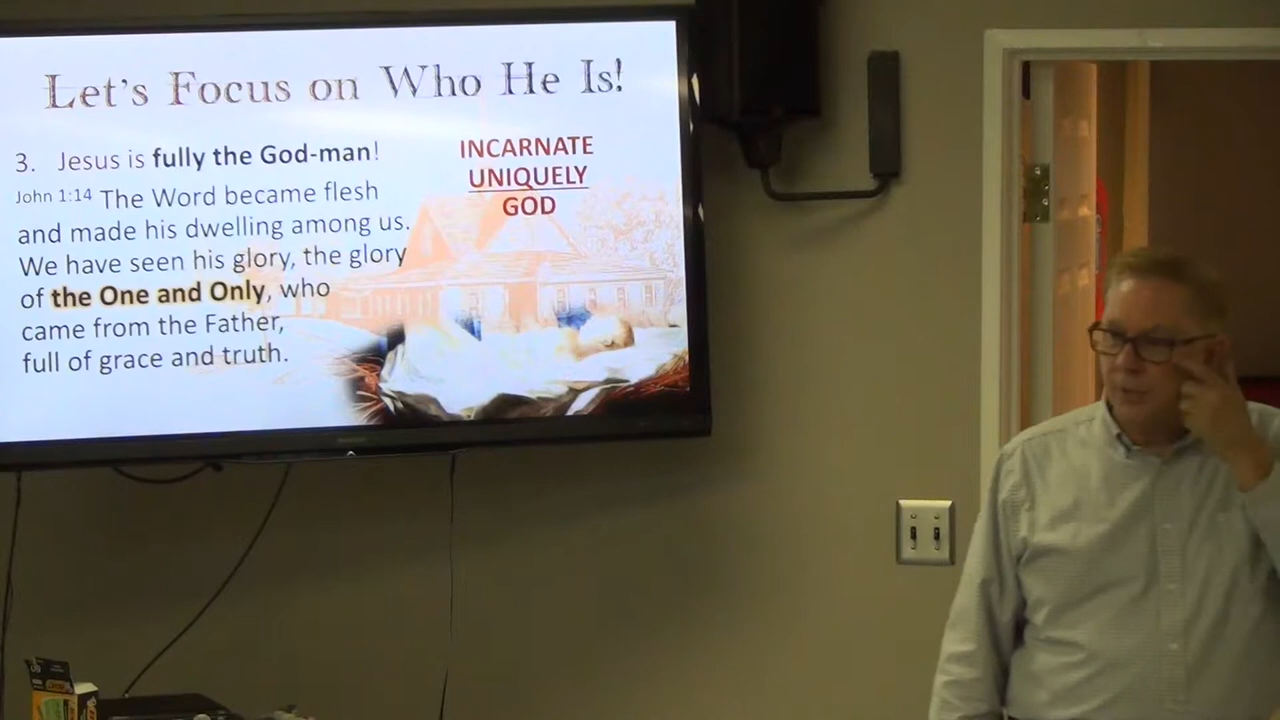 Let's Focus on Who He Is!
3. Jesus is fully the God-man!
John 1:14 The Word became flesh
and made his dwelling among us.
We have seen his glory, the glory
of the One and Only, who
came from the Father,
full of grace and truth.
INCARNATE
UNIQUELY
GOD